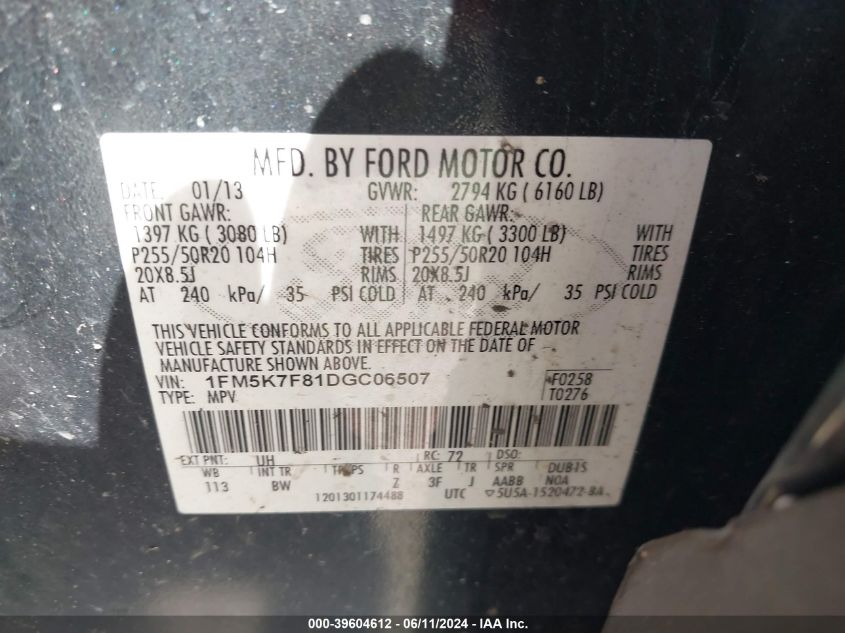 MFD. BY FORD MOTOR CO.
DATE: 01/13 GVWR: 2794 KG ( 6160 LB)
FRONT GAWR: REAR GAWR:
1397 KG ( 3080 LB) WITH 1497 KG ( 3300 LB) WITH
P255/50R20 104H TIRES P255/50R20 104H TIRES
20X8.5J RIMS 20X8.5J RIMS
AT 240 kPa/ 35 PSI COLD AT 240 kPa/ 35 PSI COLD
THIS VEHICLE CONFORMS TO ALL APPLICABLE FEDERAL MOTOR
VEHICLE SAFETY STANDARDS IN EFFECT ON THE DATE OF
MANUFACTURE SHOWN ABOVE.
VIN: 1FM5K7F81DGC06507 F0258
TYPE: MPV T0276
EXT PNT: UH RC: 72 DSO:
WB INT TR TP/PS R AXLE TR SPR DUB1S
113 BW Z 3F J AABB NOA
1201301174488 UTC ▽5U5A-1520472-BA
000-39604612 - 06/11/2024 - IAA Inc.